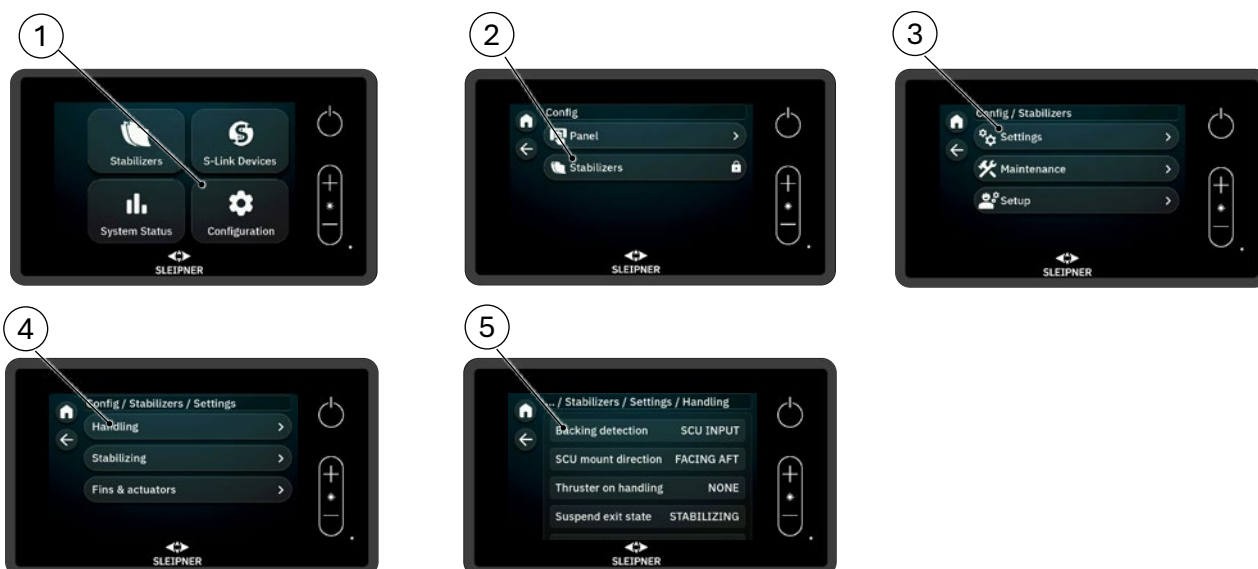 1
Stabilizers
S-Link Devices
System Status
Configuration
SLEIPNER
2
Config
Panel
Stabilizers
SLEIPNER
3
Config / Stabilizers
Settings
Maintenance
Setup
SLEIPNER
4
Config / Stabilizers / Settings
Handling
Stabilizing
Fins & actuators
SLEIPNER
5
... / Stabilizers / Settings / Handling
Backing detection SCU INPUT
SCU mount direction FACING AFT
Thruster on handling NONE
Suspend exit state STABILIZING
SLEIPNER